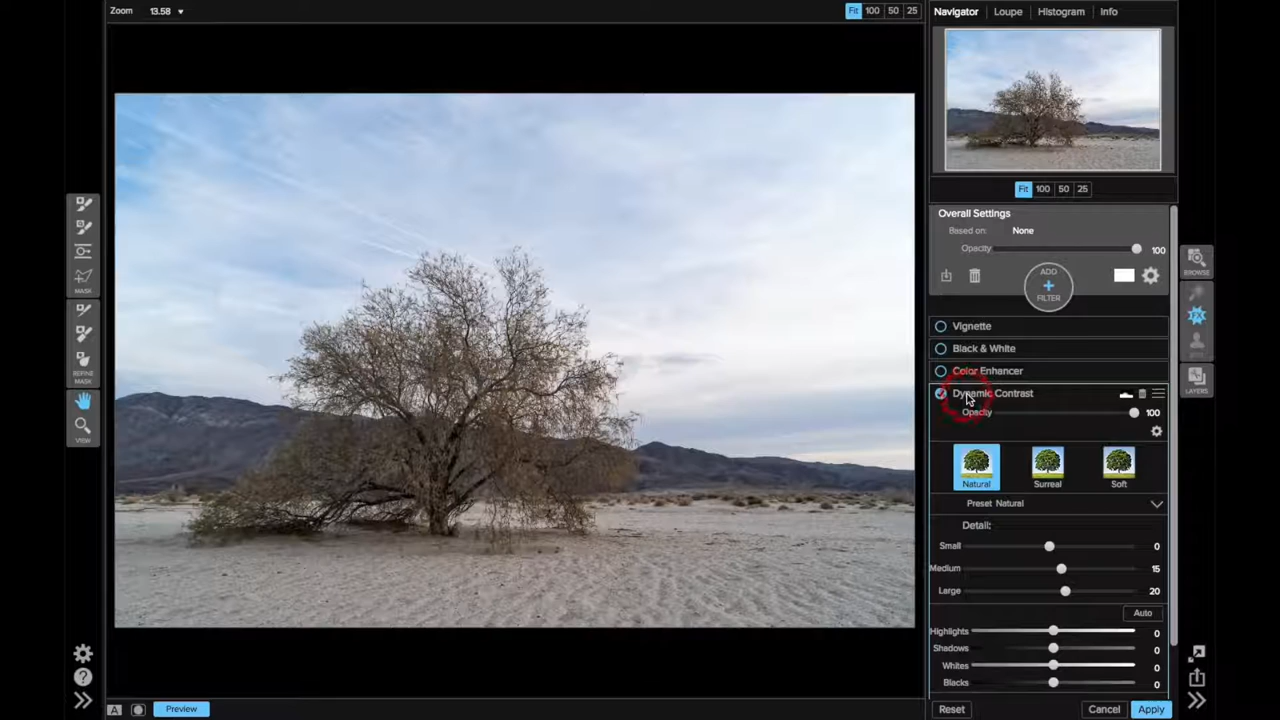 Zoom 13.58
Fit 100 50 25
Navigator Loupe Histogram Info
Fit 100 50 25
Overall Settings
Based on: None
Opacity 100
ADD
FILTER
Vignette
Black & White
Color Enhancer
Dynamic Contrast
Opacity 100
Natural Surreal Soft
Preset Natural
Detail:
Small 0
Medium 15
Large 20
Auto
Highlights 0
Shadows 0
Whites 0
Blacks 0
Reset Cancel Apply
MASK
REFINE
MASK
VIEW
BROWSE
LAYERS
A Preview